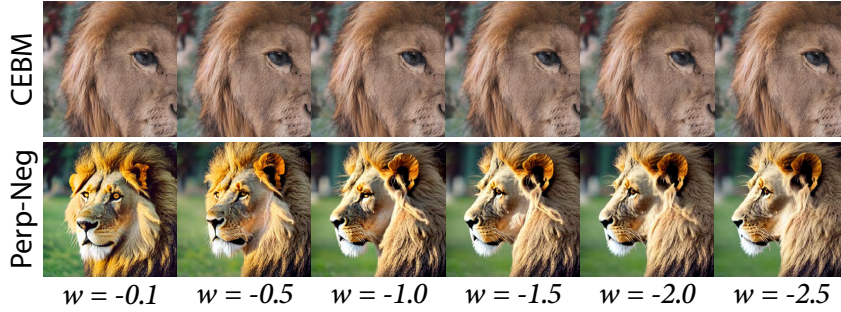 CEBM
Perp-Neg
w = -0.1 w = -0.5 w = -1.0 w = -1.5 w = -2.0 w = -2.5